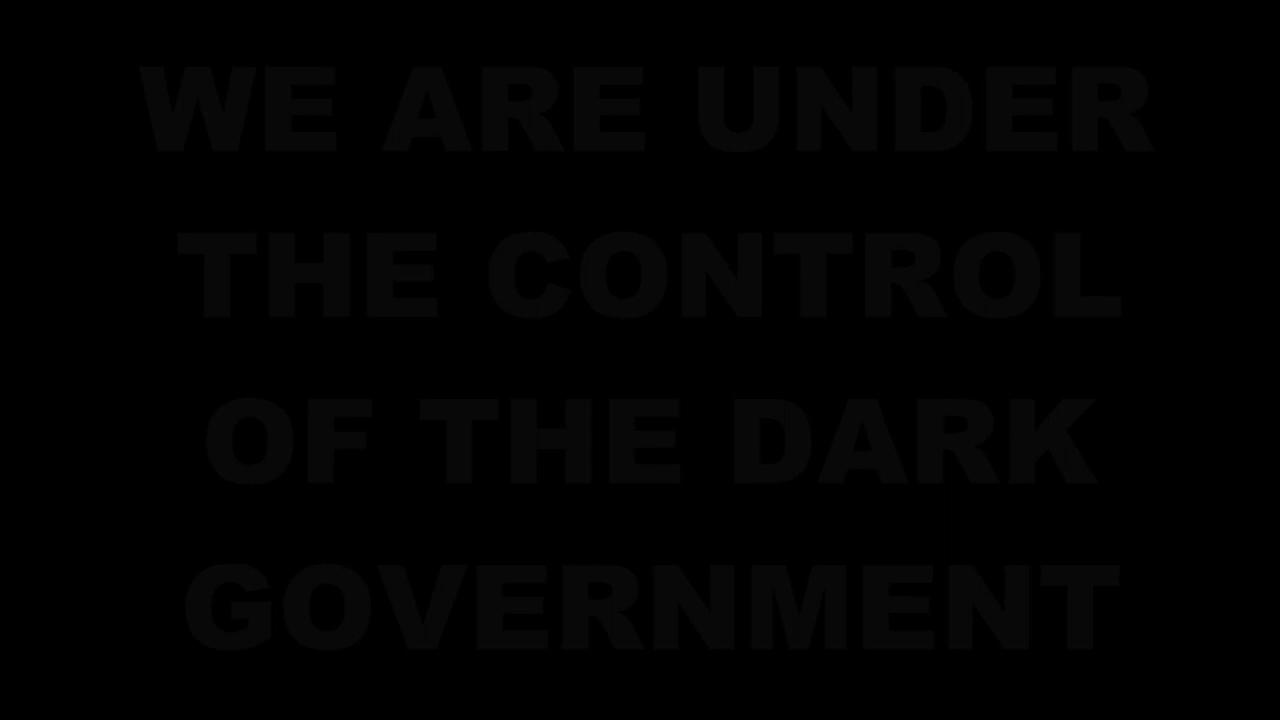 WE ARE UNDER
THE CONTROL
OF THE DARK
GOVERNMENT